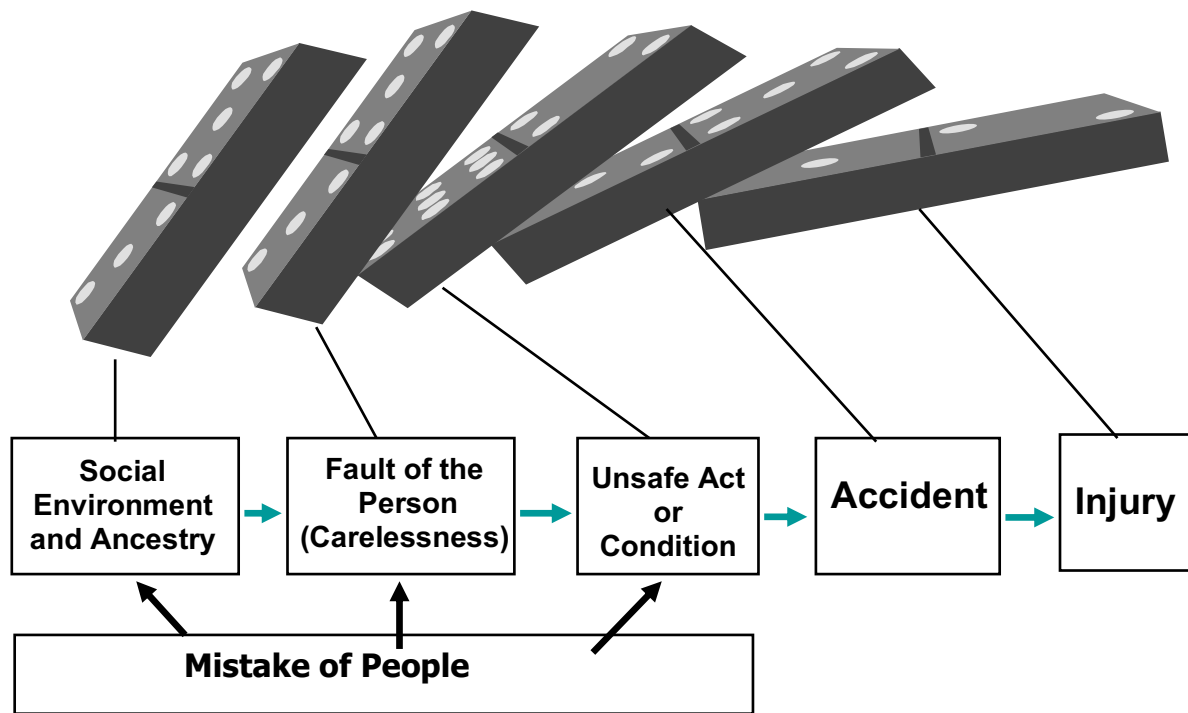 Social
Environment
and Ancestry
Fault of the
Person
(Carelessness)
Unsafe Act
or
Condition
Accident
Injury
Mistake of People